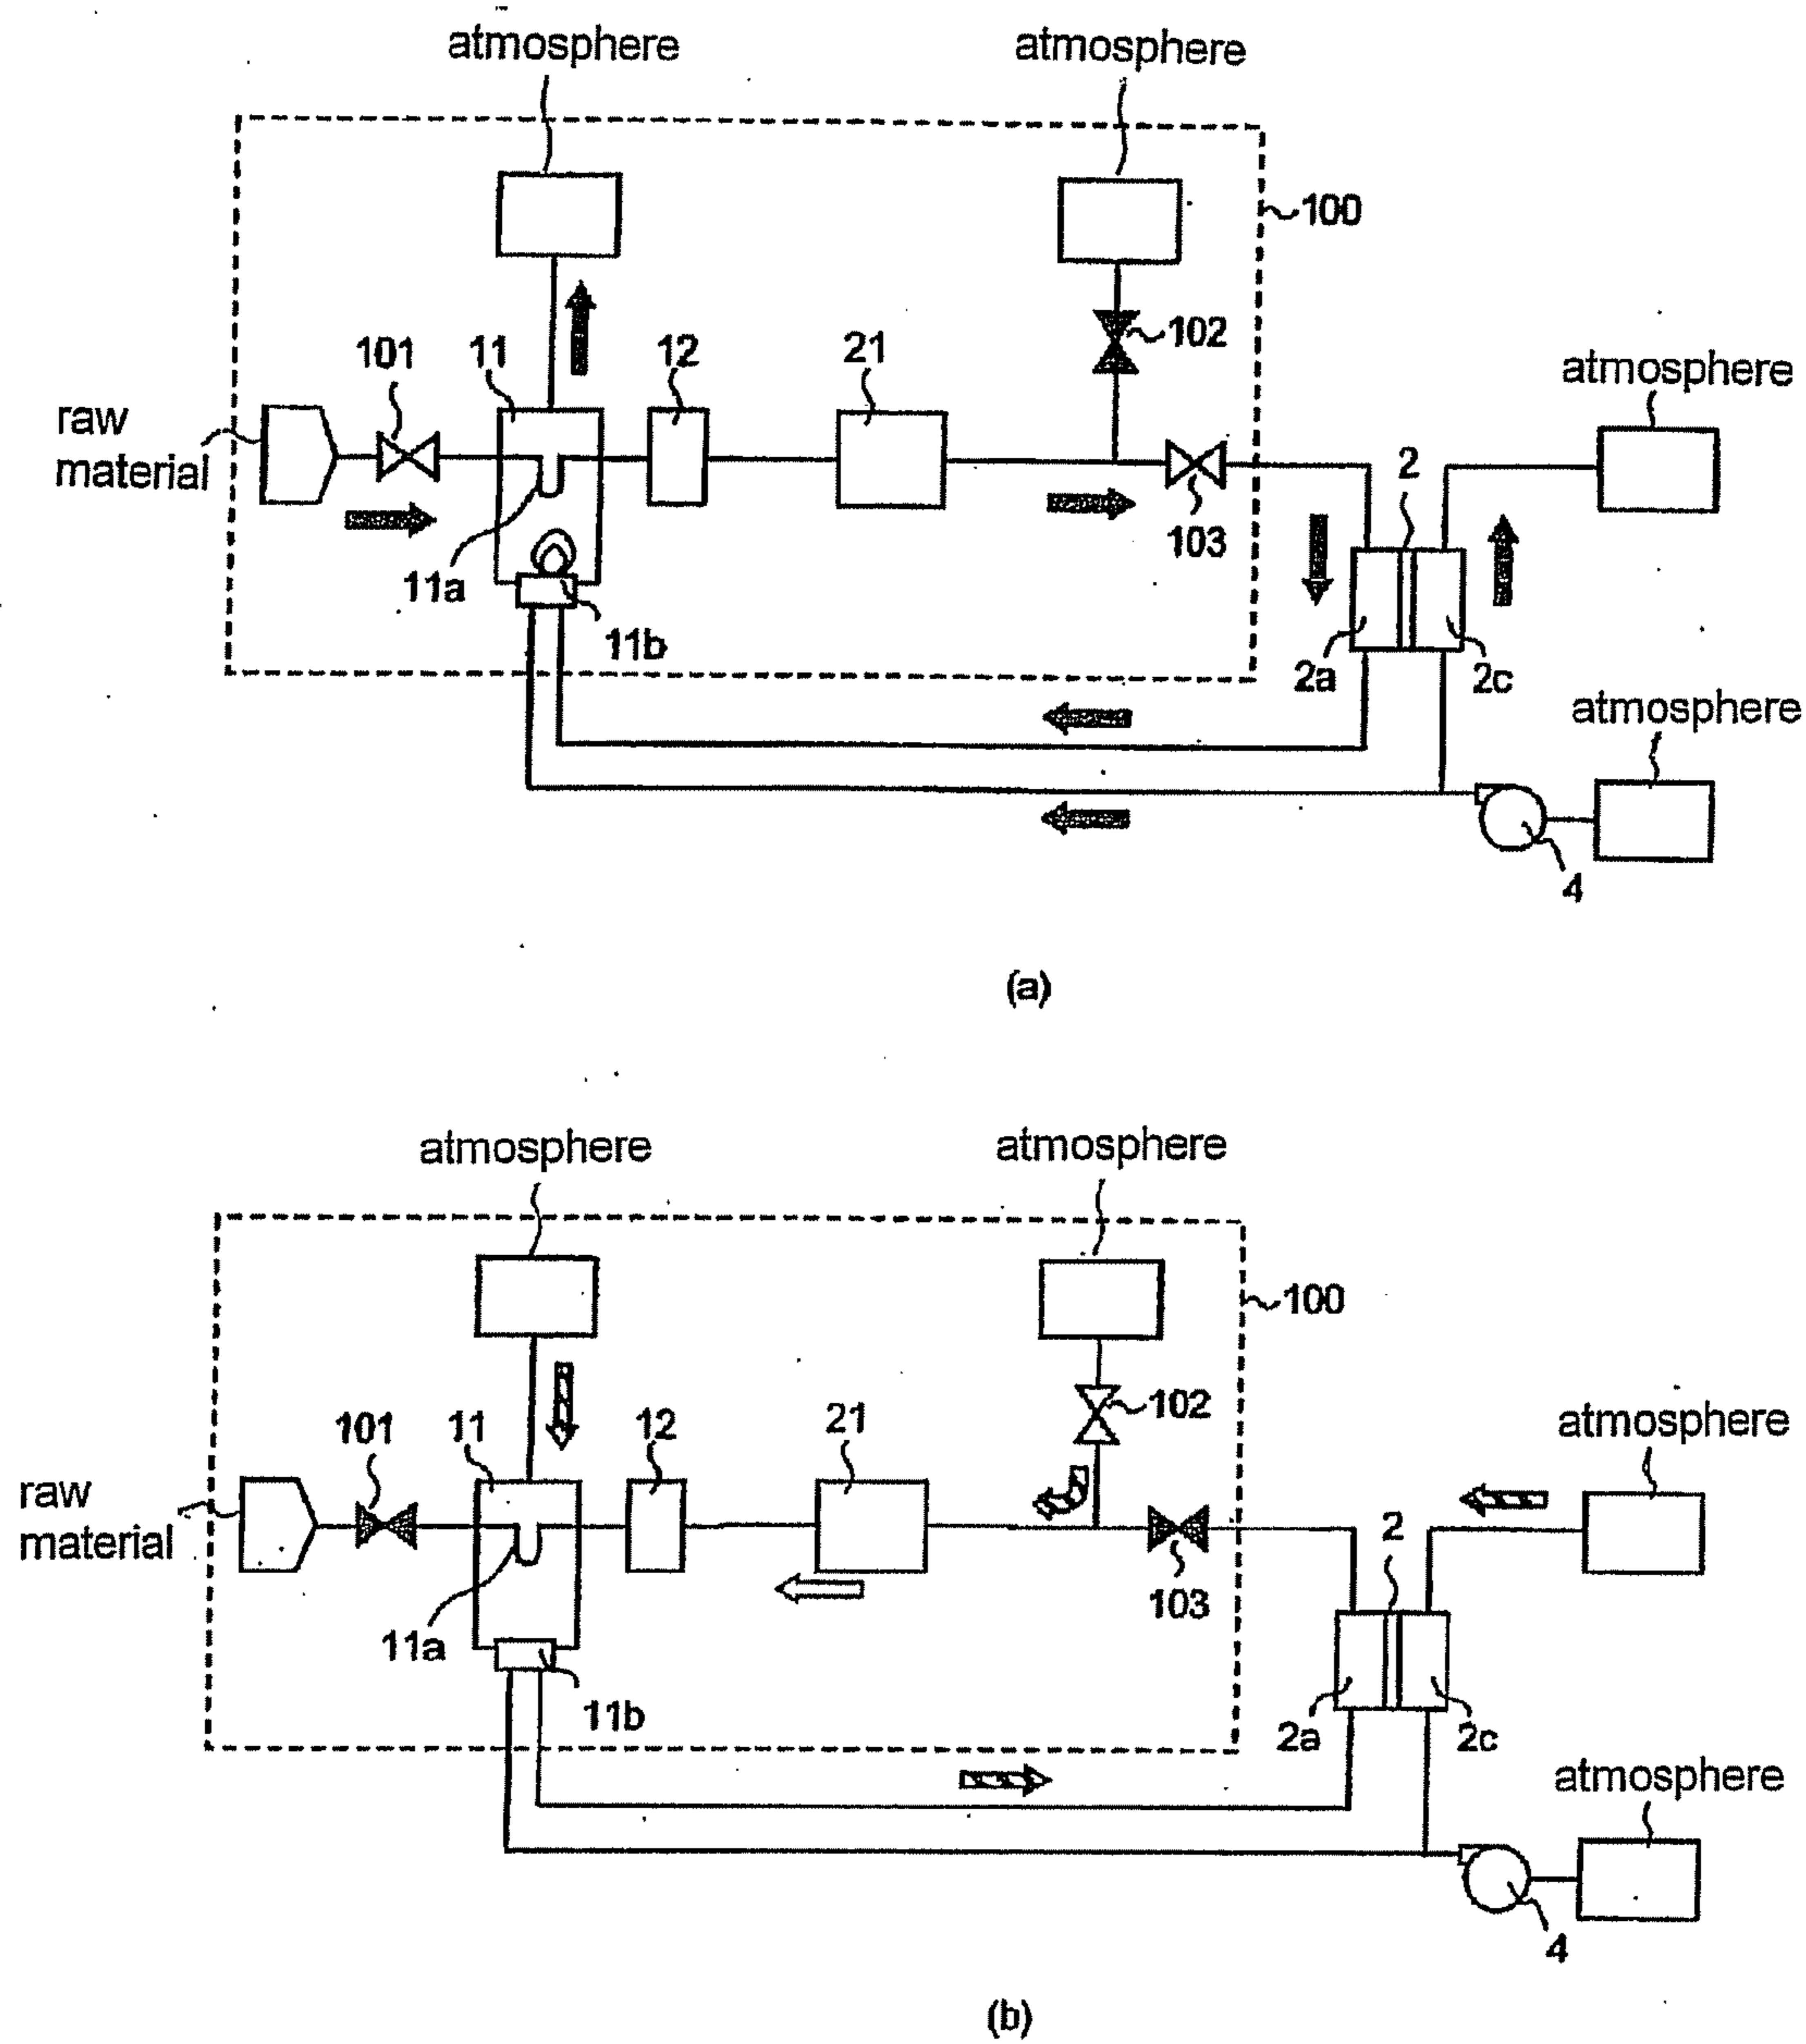 atmosphere
atmosphere
100
102
101
11
12
21
atmosphere
raw
material
2
103
11a
11b
2a
2c
atmosphere
4
(a)
atmosphere
atmosphere
100
102
101
11
12
21
atmosphere
raw
material
2
103
11a
11b
2a
2c
atmosphere
4
(b)